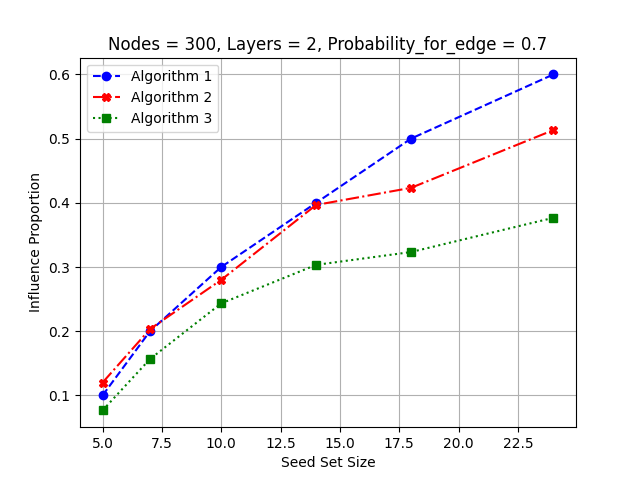 Nodes = 300, Layers = 2, Probability_for_edge = 0.7
Algorithm 1
Algorithm 2
Algorithm 3
Influence Proportion
0.6
0.5
0.4
0.3
0.2
0.1
5.0 7.5 10.0 12.5 15.0 17.5 20.0 22.5
Seed Set Size